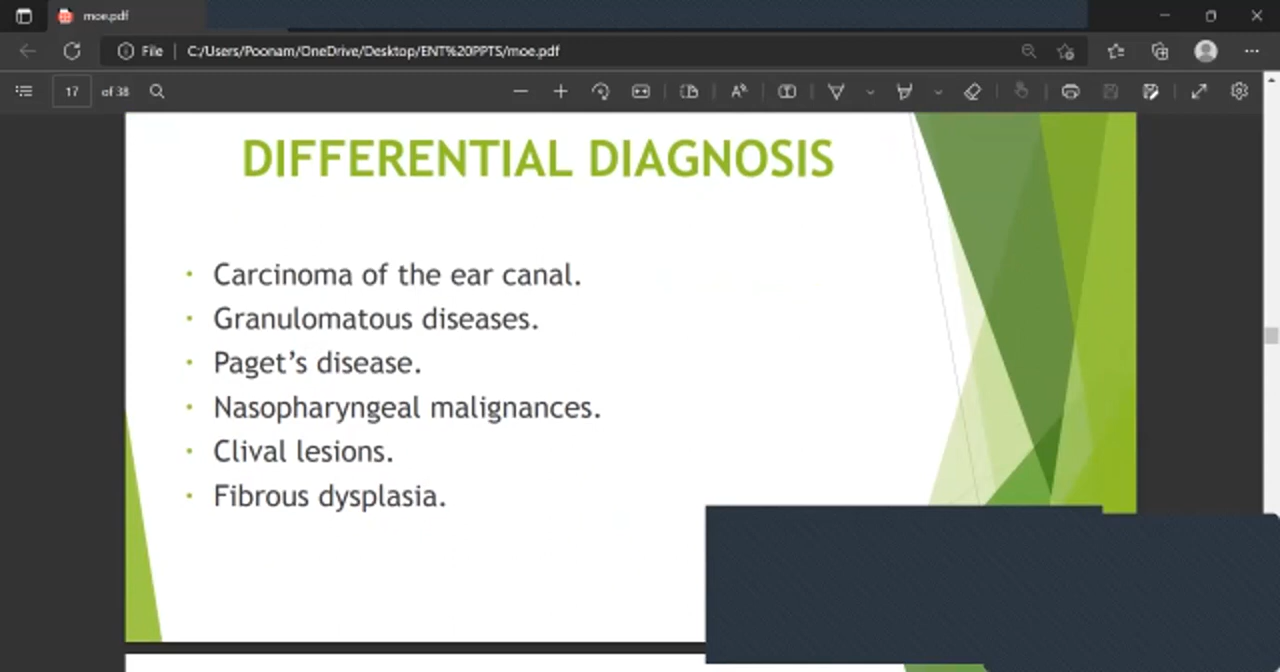 moe.pdf
File
C:/Users/Poonam/OneDrive/Desktop/ENT%20PPTS/moe.pdf
17 of 38
DIFFERENTIAL DIAGNOSIS
• Carcinoma of the ear canal.
• Granulomatous diseases.
• Paget’s disease.
• Nasopharyngeal malignances.
• Clival lesions.
• Fibrous dysplasia.